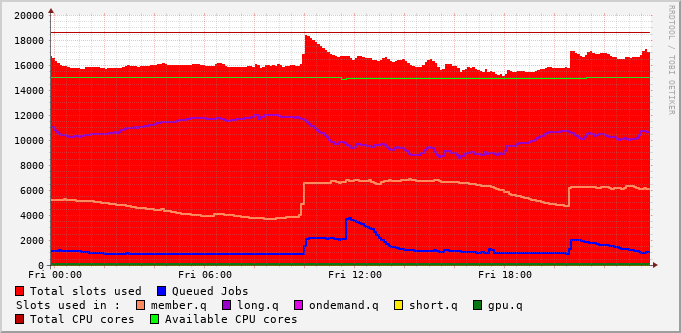 20000
18000
16000
14000
12000
10000
8000
6000
4000
2000
0
Fri 00:00 Fri 06:00 Fri 12:00 Fri 18:00
Total slots used Queued Jobs
Slots used in : member.q long.q ondemand.q short.q gpu.q
Total CPU cores Available CPU cores
RRDTOOL / TOBI OETIKER